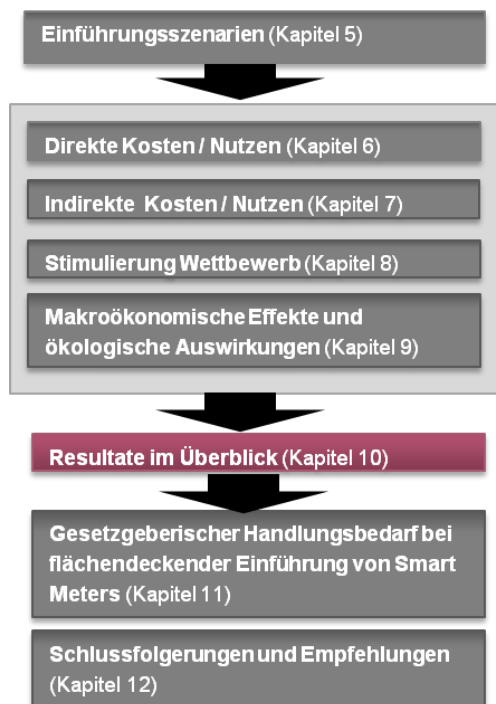 Einführungsszenarien (Kapitel 5)
Direkte Kosten / Nutzen (Kapitel 6)
Indirekte Kosten / Nutzen (Kapitel 7)
Stimulierung Wettbewerb (Kapitel 8)
Makroökonomische Effekte und
ökologische Auswirkungen (Kapitel 9)
Resultate im Überblick (Kapitel 10)
Gesetzgeberischer Handlungsbedarf bei
flächendeckender Einführung von Smart
Meters (Kapitel 11)
Schlussfolgerungen und Empfehlungen
(Kapitel 12)